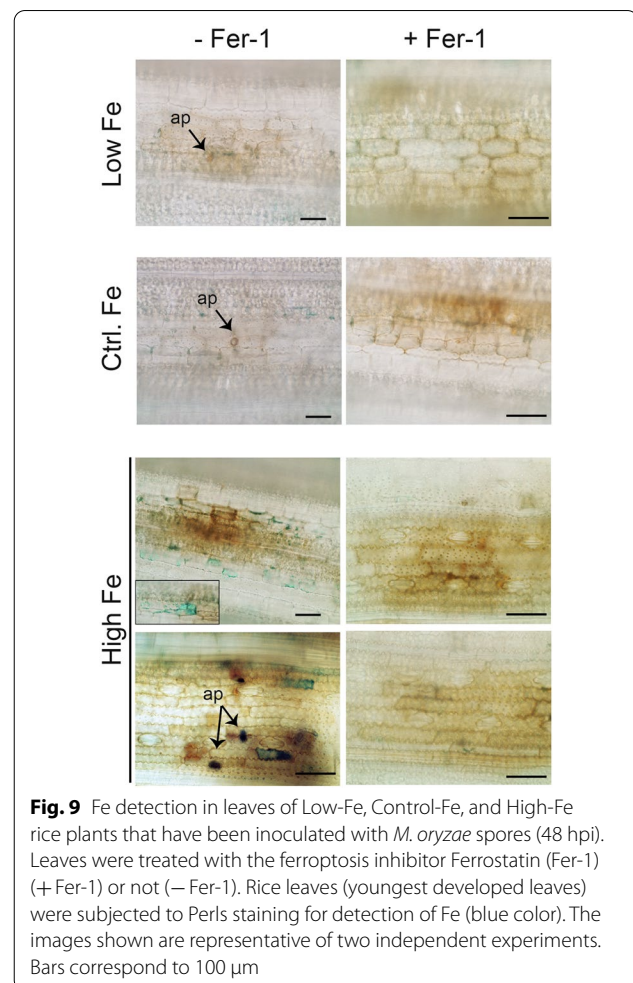 - Fer-1
+ Fer-1
Low Fe
ap
Ctrl. Fe
ap
High Fe
ap
Fig. 9 Fe detection in leaves of Low-Fe, Control-Fe, and High-Fe
rice plants that have been inoculated with M. oryzae spores (48 hpi).
Leaves were treated with the ferroptosis inhibitor Ferrostatin (Fer-1)
(+ Fer-1) or not (− Fer-1). Rice leaves (youngest developed leaves)
were subjected to Perls staining for detection of Fe (blue color). The
images shown are representative of two independent experiments.
Bars correspond to 100 μm